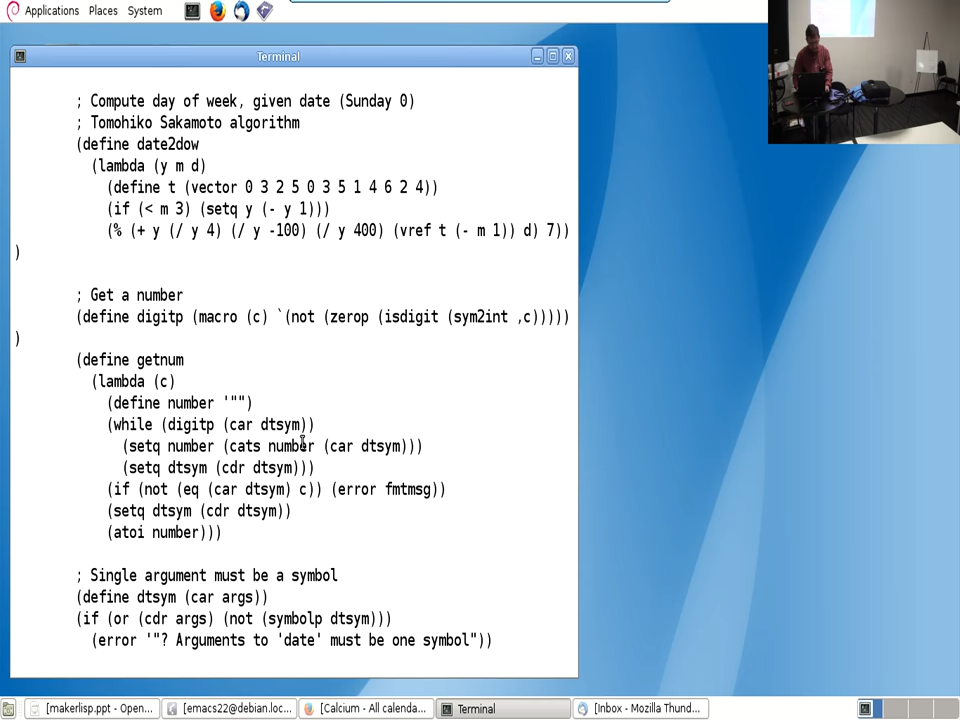 Applications Places System
Terminal
; Compute day of week, given date (Sunday 0)
; Tomohiko Sakamoto algorithm
(define date2dow
(lambda (y m d)
(define t (vector 0 3 2 5 0 3 5 1 4 6 2 4))
(if (< m 3) (setq y (- y 1)))
(% (+ y (/ y 4) (/ y -100) (/ y 400) (vref t (- m 1)) d) 7))
)
; Get a number
(define digitp (macro (c) `(not (zerop (isdigit (sym2int ,c)))))
)
(define getnum
(lambda (c)
(define number '"")
(while (digitp (car dtsym))
(setq number (cats number (car dtsym)))
(setq dtsym (cdr dtsym)))
(if (not (eq (car dtsym) c)) (error fmtmsg))
(setq dtsym (cdr dtsym))
(atoi number)))
; Single argument must be a symbol
(define dtsym (car args))
(if (or (cdr args) (not (symbolp dtsym)))
(error '"? Arguments to 'date' must be one symbol"))
[makerlisp.ppt - Open... [emacs22@debian.loc... [Calcium - All calenda... Terminal [Inbox - Mozilla Thund...